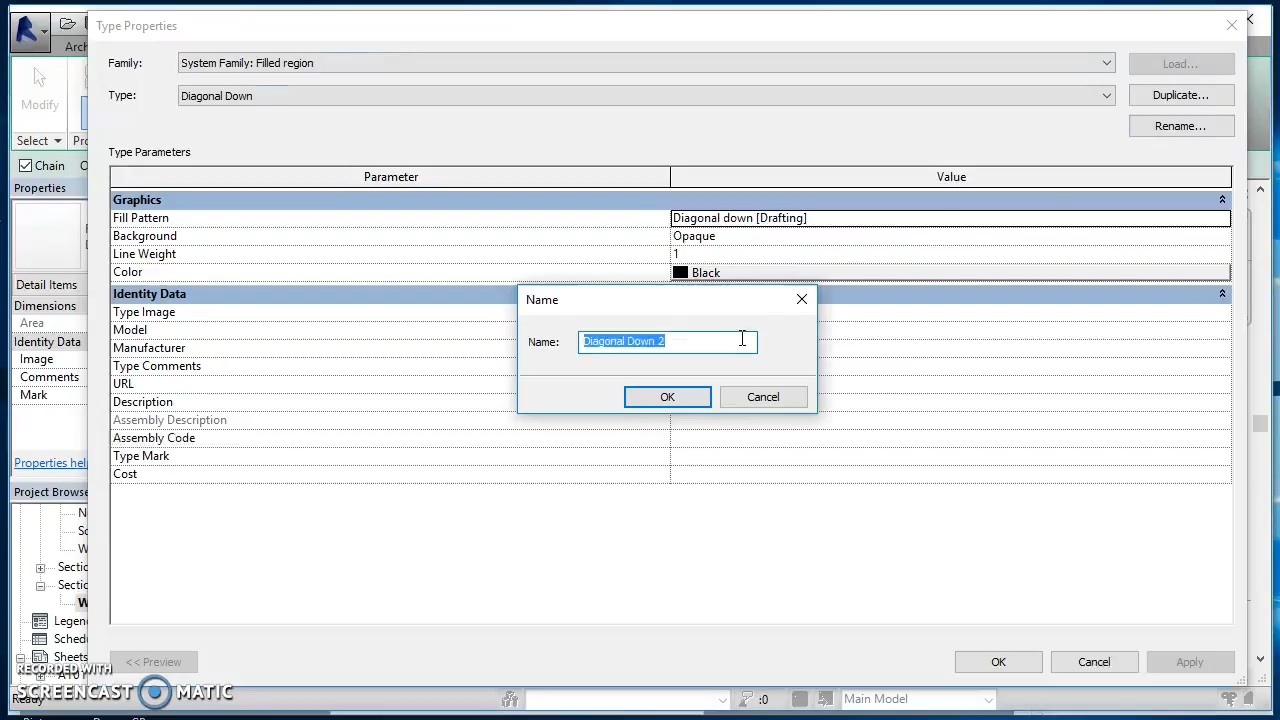 Type Properties
Family: System Family: Filled region Load...
Type: Diagonal Down Duplicate...
Rename...
Type Parameters
Parameter Value
Graphics
Fill Pattern Diagonal down [Drafting]
Background Opaque
Line Weight 1
Color Black
Identity Data
Type Image
Model
Manufacturer
Type Comments
URL
Description
Assembly Description
Assembly Code
Type Mark
Cost
Name
Name: Diagonal Down 2
OK Cancel
<< Preview OK Cancel Apply
Modify
Select
Chain
Properties
Detail Items
Dimensions
Area
Identity Data
Image
Comments
Mark
Properties help
Project Browse
Legen
Sched
Sheets
A101
Ready :0 Main Model
RECORDED WITH
SCREENCAST MATIC